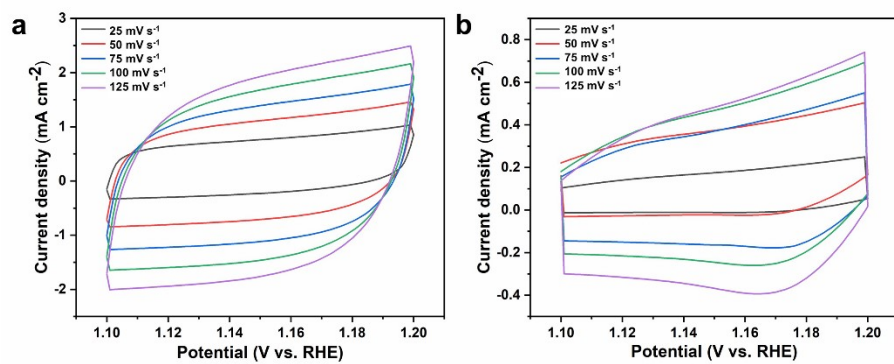 a
25 mV s⁻¹
50 mV s⁻¹
75 mV s⁻¹
100 mV s⁻¹
125 mV s⁻¹
3
2
1
0
-1
-2
Current density (mA cm⁻²)
1.10 1.12 1.14 1.16 1.18 1.20
Potential (V vs. RHE)
b
25 mV s⁻¹
50 mV s⁻¹
75 mV s⁻¹
100 mV s⁻¹
125 mV s⁻¹
0.8
0.6
0.4
0.2
0.0
-0.2
-0.4
Current density (mA cm⁻²)
1.10 1.12 1.14 1.16 1.18 1.20
Potential (V vs. RHE)